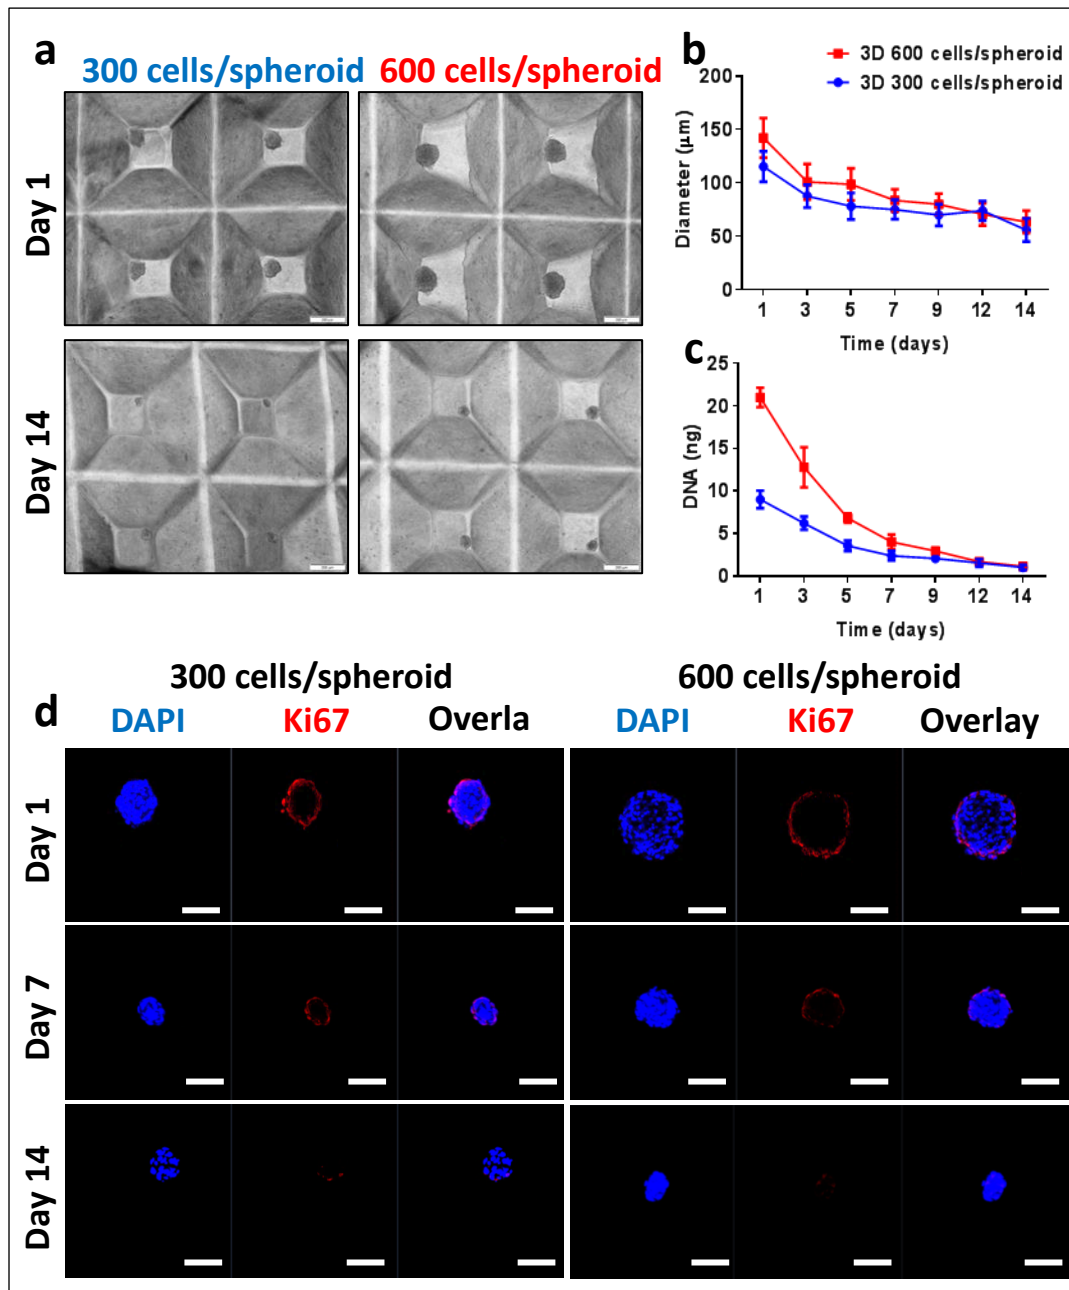 a
300 cells/spheroid 600 cells/spheroid
Day 1
Day 14
b
3D 600 cells/spheroid
3D 300 cells/spheroid
Diameter (µm)
200
150
100
50
0
1 3 5 7 9 12 14
Time (days)
c
DNA (ng)
25
20
15
10
5
0
1 3 5 7 9 12 14
Time (days)
d
300 cells/spheroid 600 cells/spheroid
DAPI Ki67 Overla DAPI Ki67 Overlay
Day 1
Day 7
Day 14